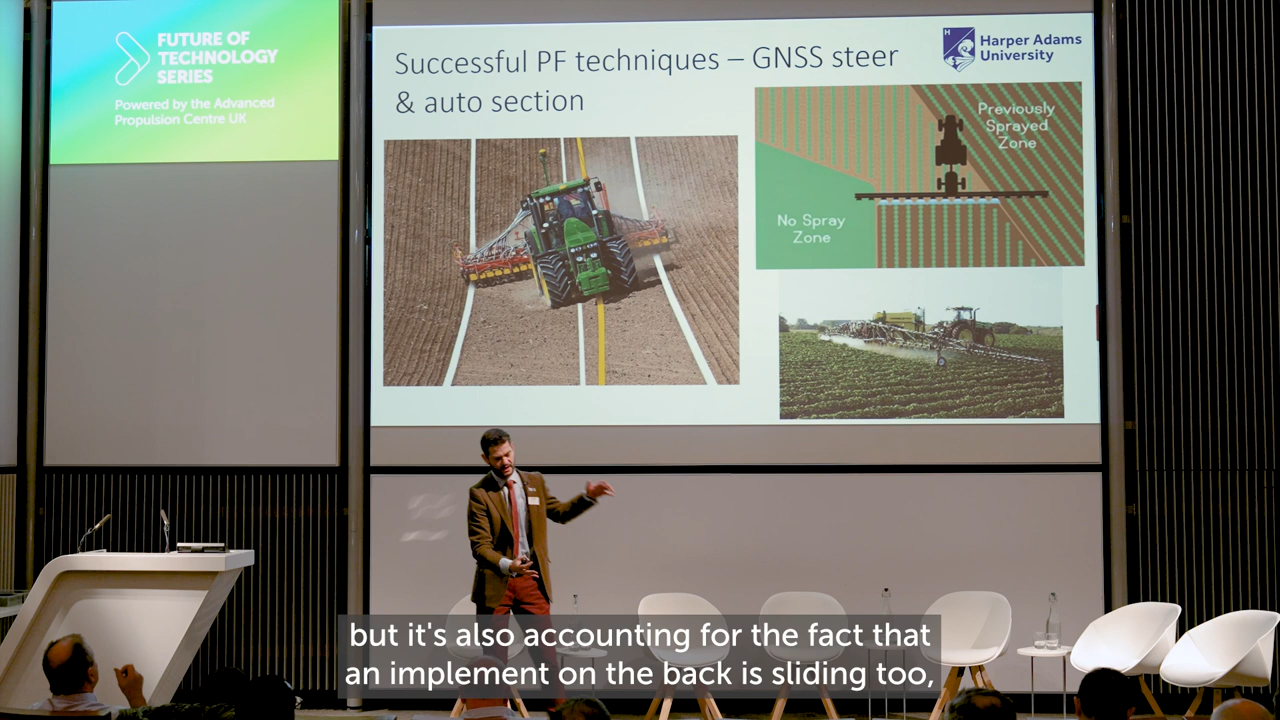 FUTURE OF
TECHNOLOGY
SERIES
Powered by the Advanced
Propulsion Centre UK
Successful PF techniques – GNSS steer
& auto section
H
Harper Adams
University
Previously
Sprayed
Zone
No Spray
Zone
but it's also accounting for the fact that
an implement on the back is sliding too,